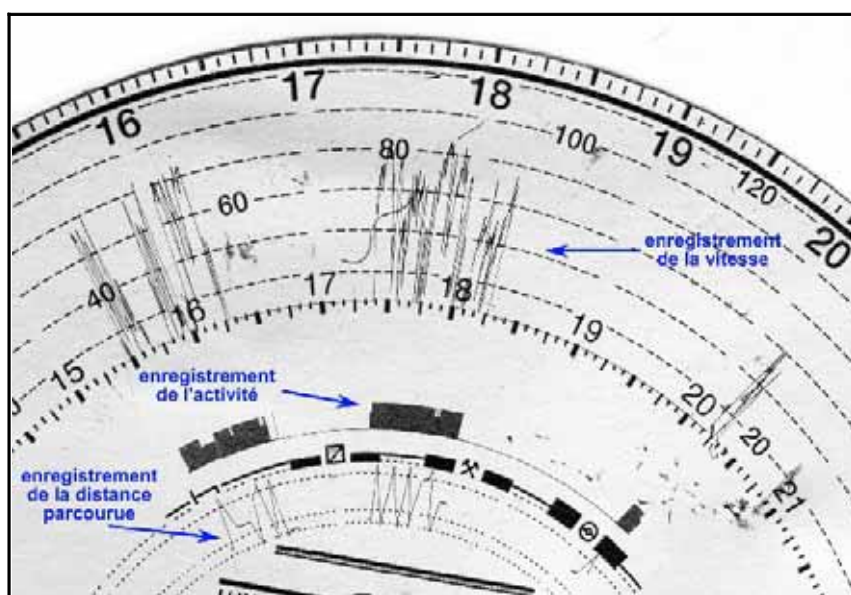 16
17
18
19
20
100
120
80
60
40
20
enregistrement
de la vitesse
15
16
17
18
19
20
21
enregistrement
de l'activité
enregistrement
de la distance
parcourue